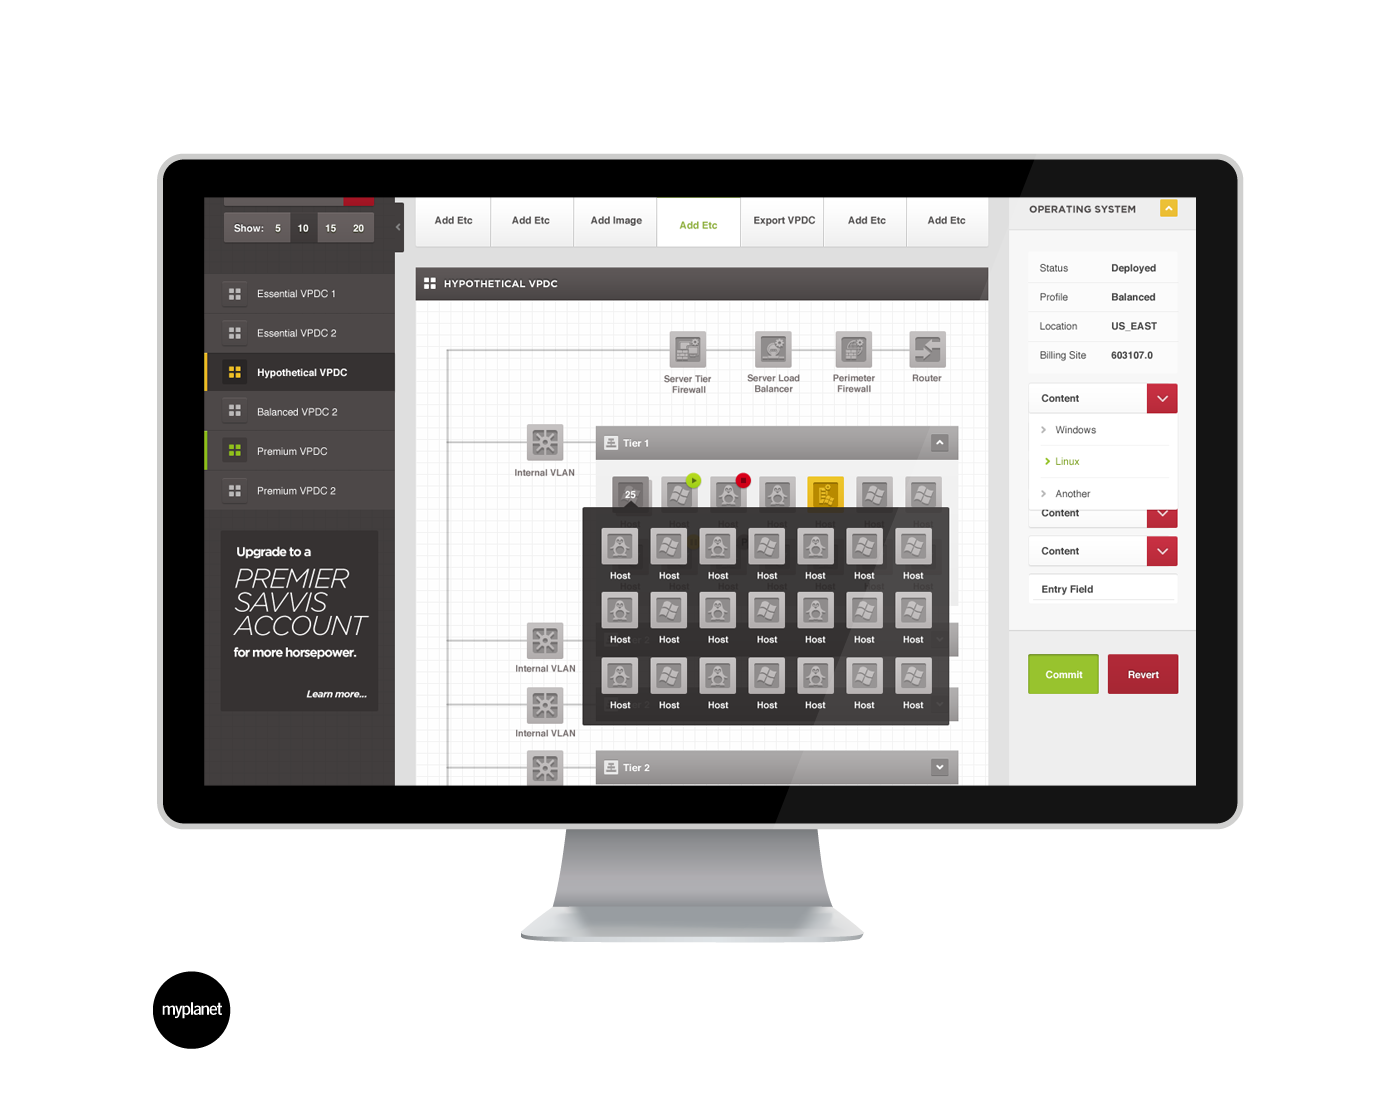 Show: 5 10 15 20
Essential VPDC 1
Essential VPDC 2
Hypothetical VPDC
Balanced VPDC 2
Premium VPDC
Premium VPDC 2
Upgrade to a
PREMIER
SAVVIS
ACCOUNT
for more horsepower.
Learn more...
Add Etc
Add Etc
Add Image
Add Etc
Export VPDC
Add Etc
Add Etc
HYPOTHETICAL VPDC
Server Tier
Firewall
Server Load
Balancer
Perimeter
Firewall
Router
Internal VLAN
Tier 1
25
Host Host Host Host Host Host Host
Host Host Host Host Host Host Host
Host Host Host Host Host Host Host
Internal VLAN
Internal VLAN
Tier 2
OPERATING SYSTEM
Status Deployed
Profile Balanced
Location US_EAST
Billing Site 603107.0
Content
Windows
Linux
Another
Content
Content
Entry Field
Commit
Revert
myplanet